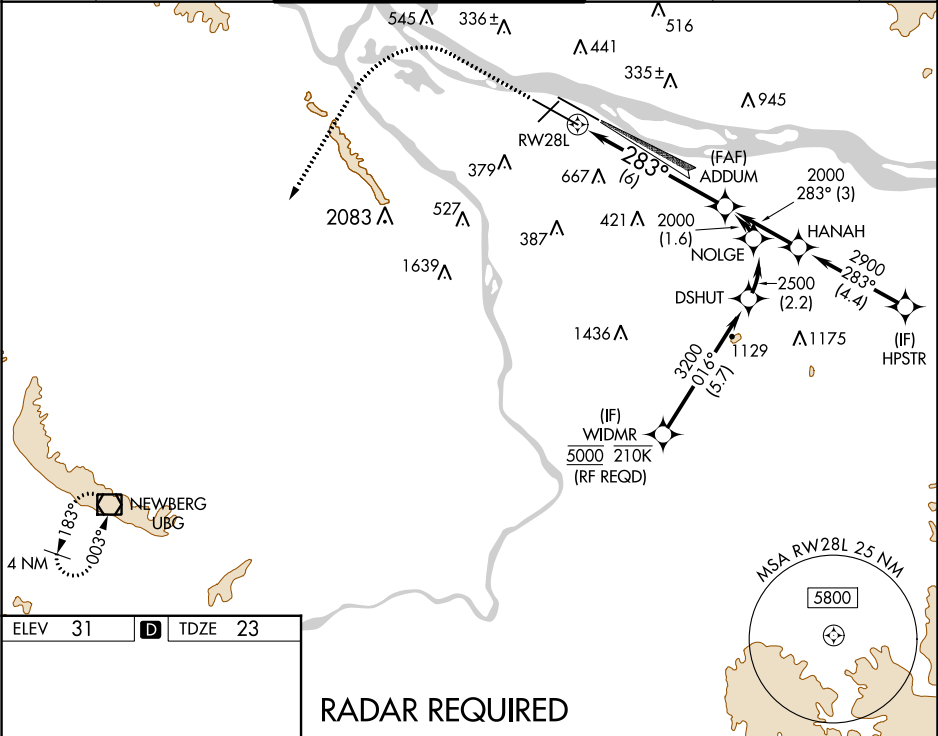 545
336±
516
441
335±
945
RW28L
283°
(6)
(FAF)
ADDUM
2000
283° (3)
379
667
2083
527
387
421
2000
(1.6)
NOLGE
HANAH
2900
283°
(4.4)
1639
DSHUT
2500
(2.2)
(IF)
HPSTR
1436
1129
1175
3200
016°
(5.7)
(IF)
WIDMR
5000 210K
(RF REQD)
NEWBERG
UBG
183°
003°
4 NM
MSA RW28L 25 NM
5800
ELEV 31 D TDZE 23
RADAR REQUIRED